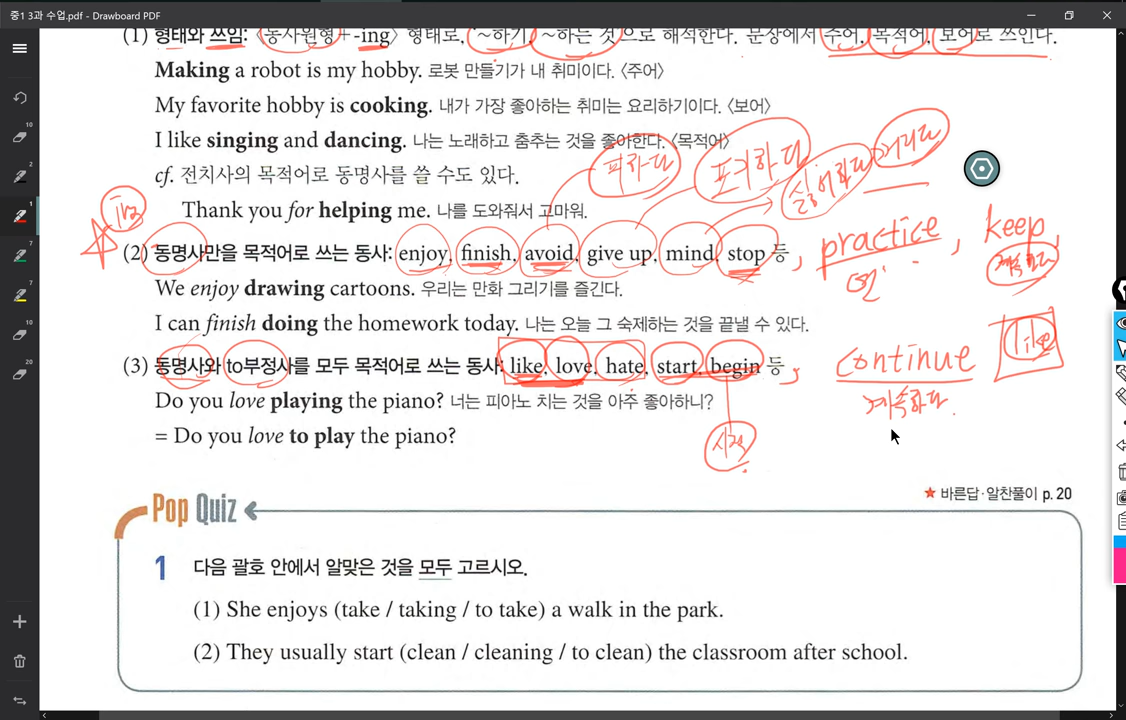 중1 3과 수업.pdf - Drawboard PDF
(1) 형태와 쓰임: 〈동사원형+-ing〉 형태로, '~하기', '~하는 것'으로 해석한다. 문장에서 주어, 목적어, 보어로 쓰인다.
Making a robot is my hobby. 로봇 만들기가 내 취미이다. 〈주어〉
My favorite hobby is cooking. 내가 가장 좋아하는 취미는 요리하기이다. 〈보어〉
I like singing and dancing. 나는 노래하고 춤추는 것을 좋아한다. 〈목적어〉
피하다 포기하다 싫어하다 꺼리다
cf. 전치사의 목적어로 동명사를 쓸 수도 있다.
Thank you for helping me. 나를 도와줘서 고마워.
(2) 동명사만을 목적어로 쓰는 동사: enjoy, finish, avoid, give up, mind, stop 등, practice, keep,
계속하다
We enjoy drawing cartoons. 우리는 만화 그리기를 즐긴다.
I can finish doing the homework today. 나는 오늘 그 숙제하는 것을 끝낼 수 있다.
(3) 동명사와 to부정사를 모두 목적어로 쓰는 동사: like, love, hate, start, begin 등, continue like
계속하다.
Do you love playing the piano? 너는 피아노 치는 것을 아주 좋아하니?
= Do you love to play the piano?
시작
★ 바른답·알찬풀이 p. 20
Pop Quiz
1 다음 괄호 안에서 알맞은 것을 모두 고르시오.
(1) She enjoys (take / taking / to take) a walk in the park.
(2) They usually start (clean / cleaning / to clean) the classroom after school.